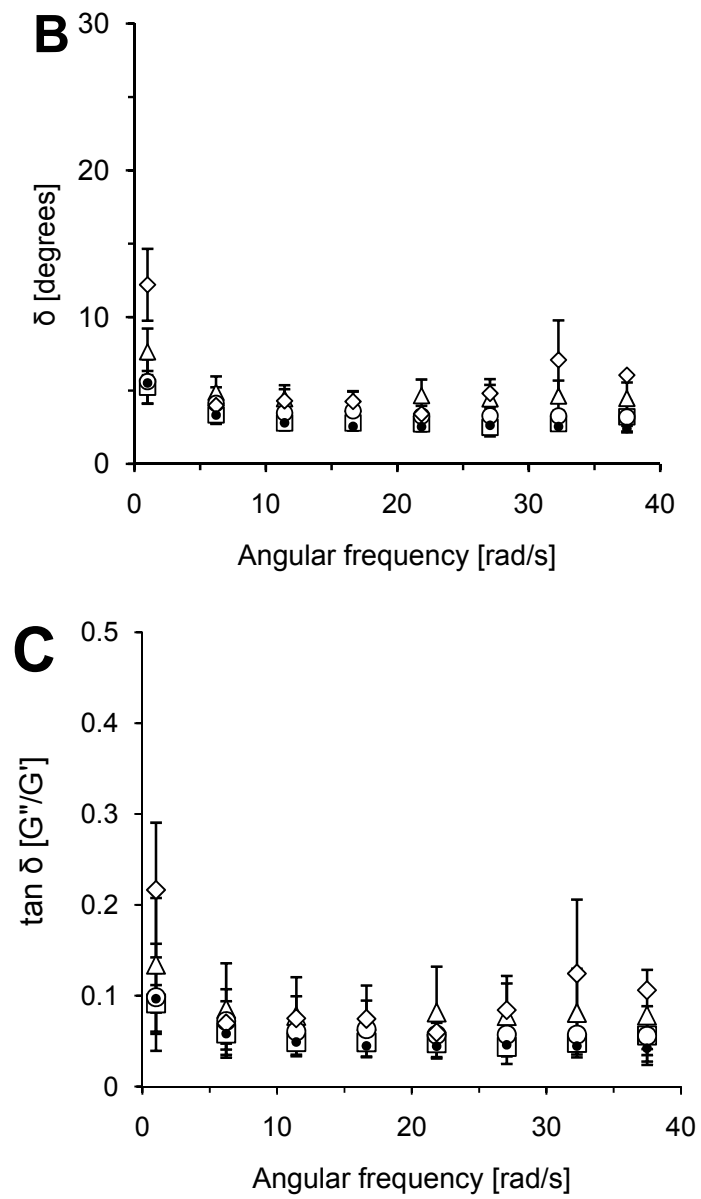 B
30
20
10
0
δ [degrees]
0 10 20 30 40
Angular frequency [rad/s]
C
0.5
0.4
0.3
0.2
0.1
0
tan δ [G"/G']
0 10 20 30 40
Angular frequency [rad/s]